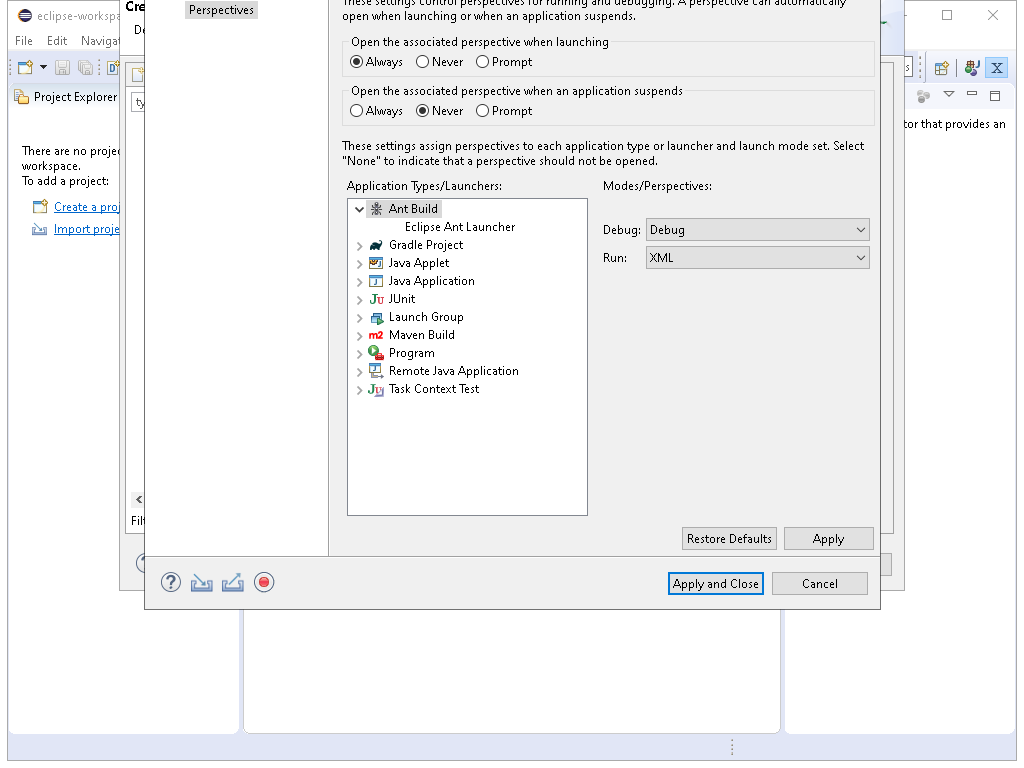 eclipse-workspa
File Edit Navigat
Project Explorer
There are no proje
workspace.
To add a project:
Create a proj
Import proje
Cre
De
ty
Filt
Perspectives
These settings control perspectives for running and debugging. A perspective can automatically
open when launching or when an application suspends.
Open the associated perspective when launching
Always Never Prompt
Open the associated perspective when an application suspends
Always Never Prompt
These settings assign perspectives to each application type or launcher and launch mode set. Select
"None" to indicate that a perspective should not be opened.
Application Types/Launchers:
Ant Build
Eclipse Ant Launcher
Gradle Project
Java Applet
Java Application
JUnit
Launch Group
Maven Build
Program
Remote Java Application
Task Context Test
Modes/Perspectives:
Debug: Debug
Run: XML
Restore Defaults Apply
Apply and Close Cancel
s
X
tor that provides an